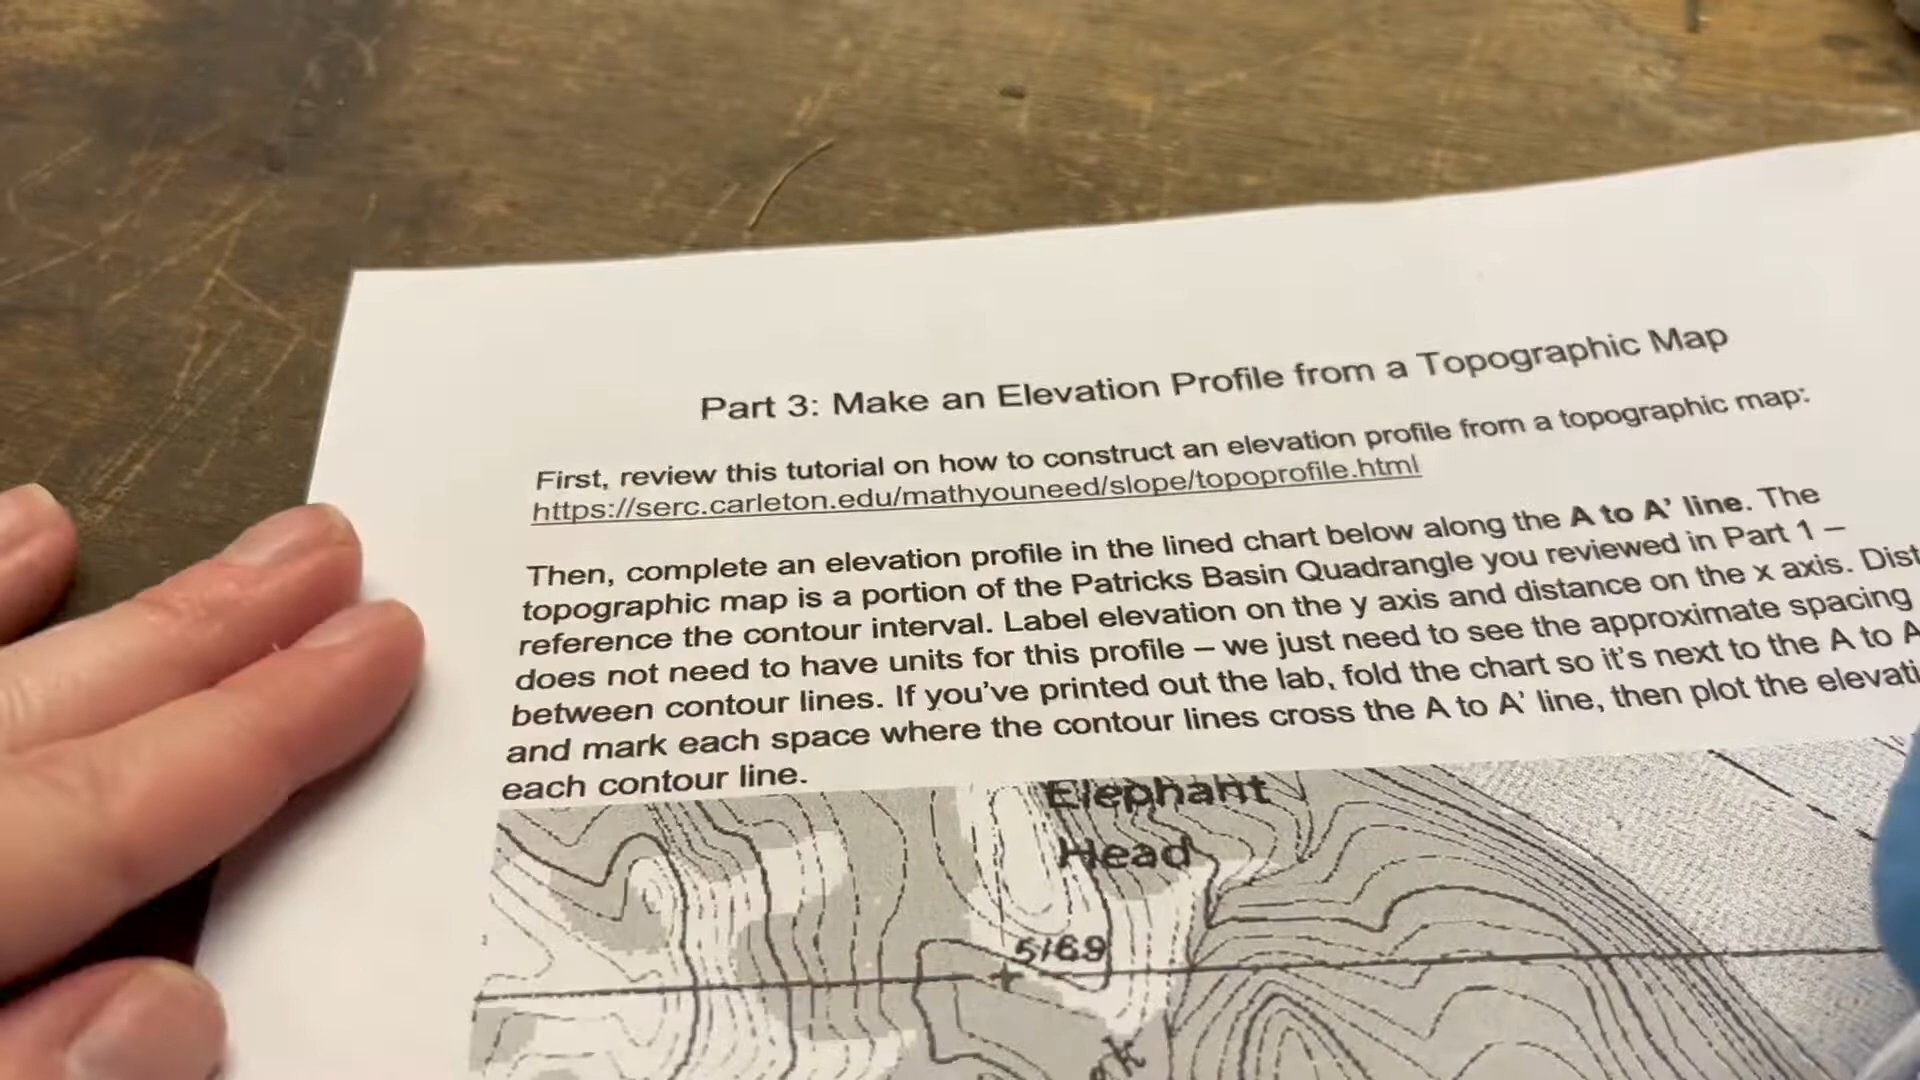 Part 3: Make an Elevation Profile from a Topographic Map
First, review this tutorial on how to construct an elevation profile from a topographic map:
https://serc.carleton.edu/mathyouneed/slope/topoprofile.html
Then, complete an elevation profile in the lined chart below along the A to A’ line. The
topographic map is a portion of the Patricks Basin Quadrangle you reviewed in Part 1 –
reference the contour interval. Label elevation on the y axis and distance on the x axis. Dist
does not need to have units for this profile – we just need to see the approximate spacing
between contour lines. If you’ve printed out the lab, fold the chart so it’s next to the A to A
and mark each space where the contour lines cross the A to A’ line, then plot the elevati
each contour line.
Elephant
Head
5169